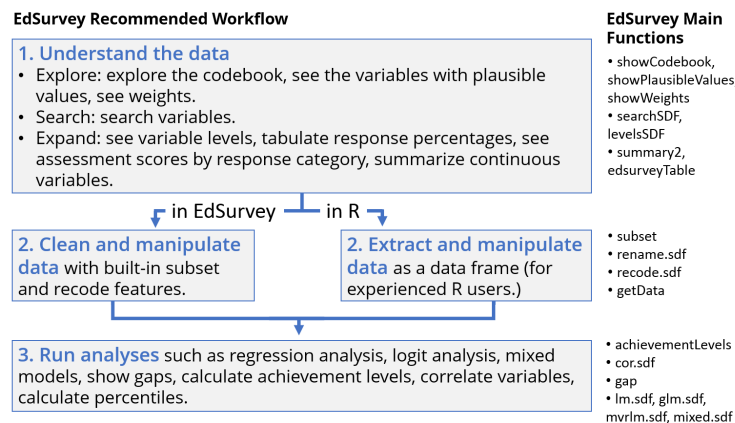 EdSurvey Recommended Workflow
1. Understand the data
• Explore: explore the codebook, see the variables with plausible
values, see weights.
• Search: search variables.
• Expand: see variable levels, tabulate response percentages, see
assessment scores by response category, summarize continuous
variables.
in EdSurvey
in R
2. Clean and manipulate
data with built-in subset
and recode features.
2. Extract and manipulate
data as a data frame (for
experienced R users.)
3. Run analyses such as regression analysis, logit analysis, mixed
models, show gaps, calculate achievement levels, correlate variables,
calculate percentiles.
EdSurvey Main
Functions
• showCodebook,
showPlausibleValues
showWeights
• searchSDF,
levelsSDF
• summary2,
edsurveyTable
• subset
• rename.sdf
• recode.sdf
• getData
• achievementLevels
• cor.sdf
• gap
• lm.sdf, glm.sdf,
mvrlm.sdf, mixed.sdf